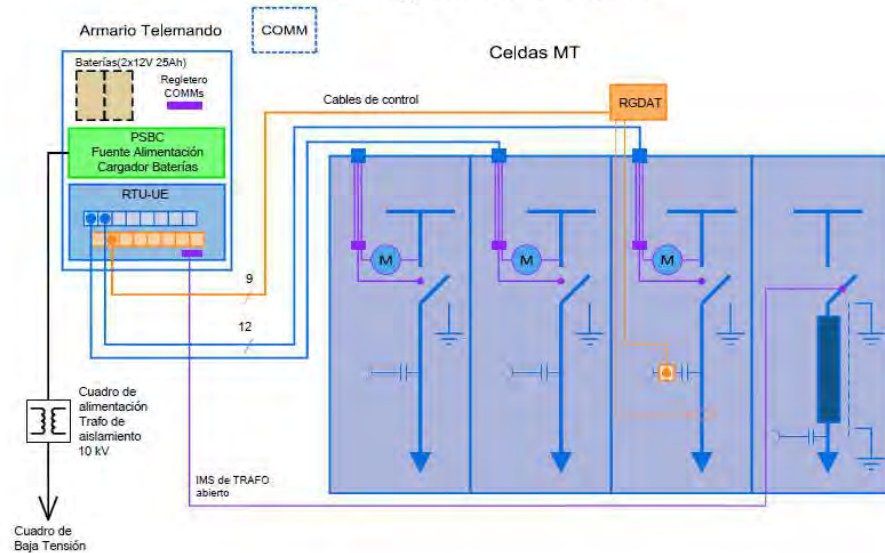 Armario Telemando
COMM
Celdas MT
Baterías(2x12V 25Ah)
Regletero
COMMs
Cables de control
RGDAT
PSBC
Fuente Alimentación
Cargador Baterías
RTU-UE
M
M
M
9
12
Cuadro de
alimentación
Trafo de
aislamiento
10 kV
IMS de TRAFO
abierto
Cuadro de
Baja Tensión